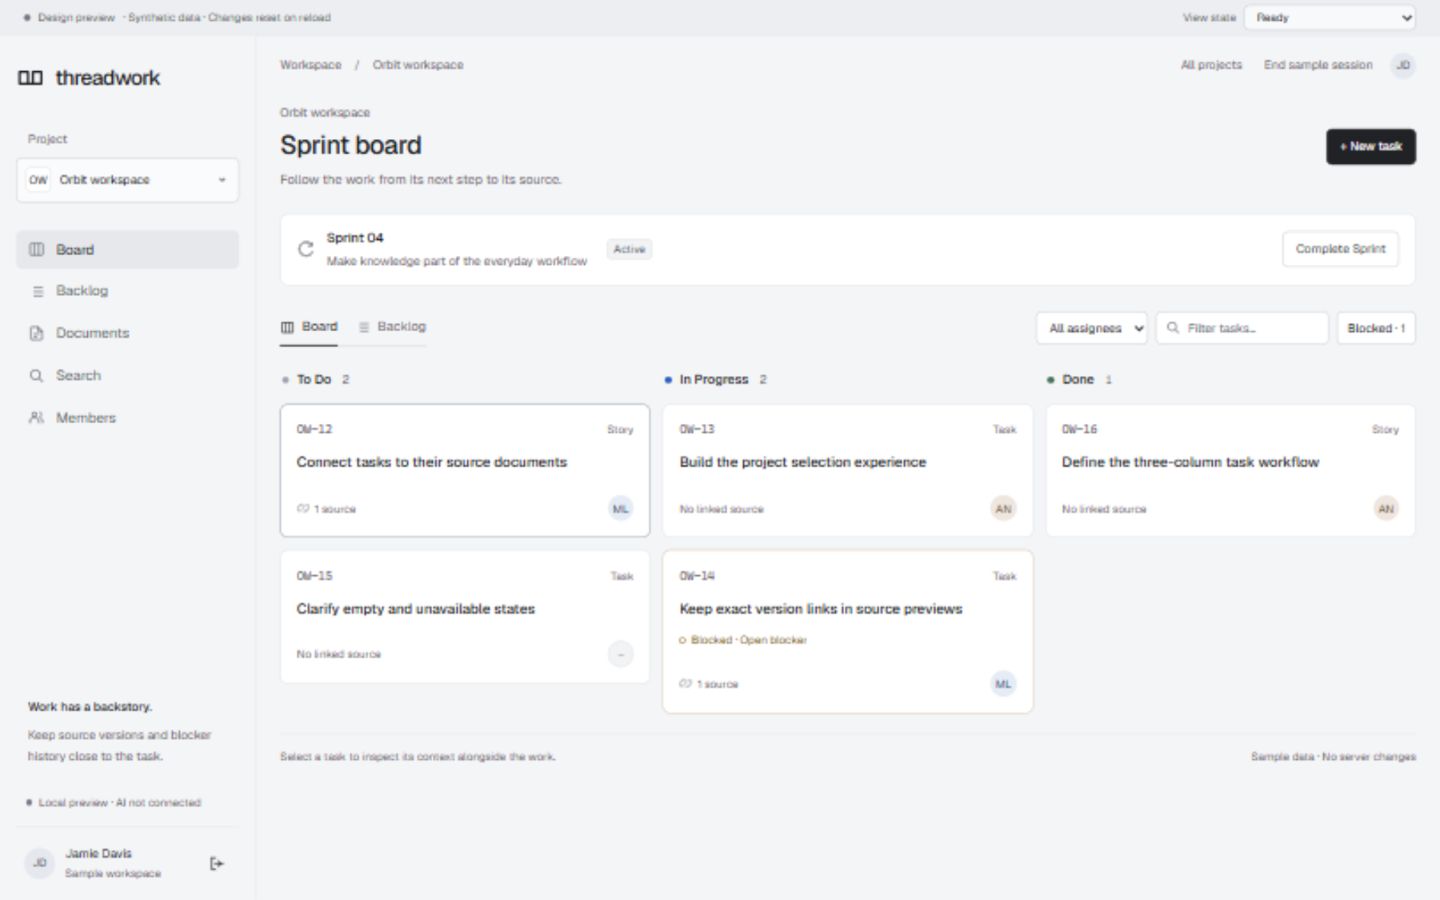 Design preview · Synthetic data · Changes reset on reload
View state
Ready
threadwork
Project
OW Orbit workspace
Board
Backlog
Documents
Search
Members
Work has a backstory.
Keep source versions and blocker
history close to the task.
Local preview · AI not connected
JD
Jamie Davis
Sample workspace
Workspace / Orbit workspace
All projects
End sample session
JD
Orbit workspace
Sprint board
+ New task
Follow the work from its next step to its source.
Sprint 04
Make knowledge part of the everyday workflow
Active
Complete Sprint
Board
Backlog
All assignees
Filter tasks…
Blocked · 1
To Do 2
OW-12
Story
Connect tasks to their source documents
1 source
ML
OW-15
Task
Clarify empty and unavailable states
No linked source
–
In Progress 2
OW-13
Task
Build the project selection experience
No linked source
AN
OW-14
Task
Keep exact version links in source previews
Blocked · Open blocker
1 source
ML
Done 1
OW-16
Story
Define the three-column task workflow
No linked source
AN
Select a task to inspect its context alongside the work.
Sample data · No server changes